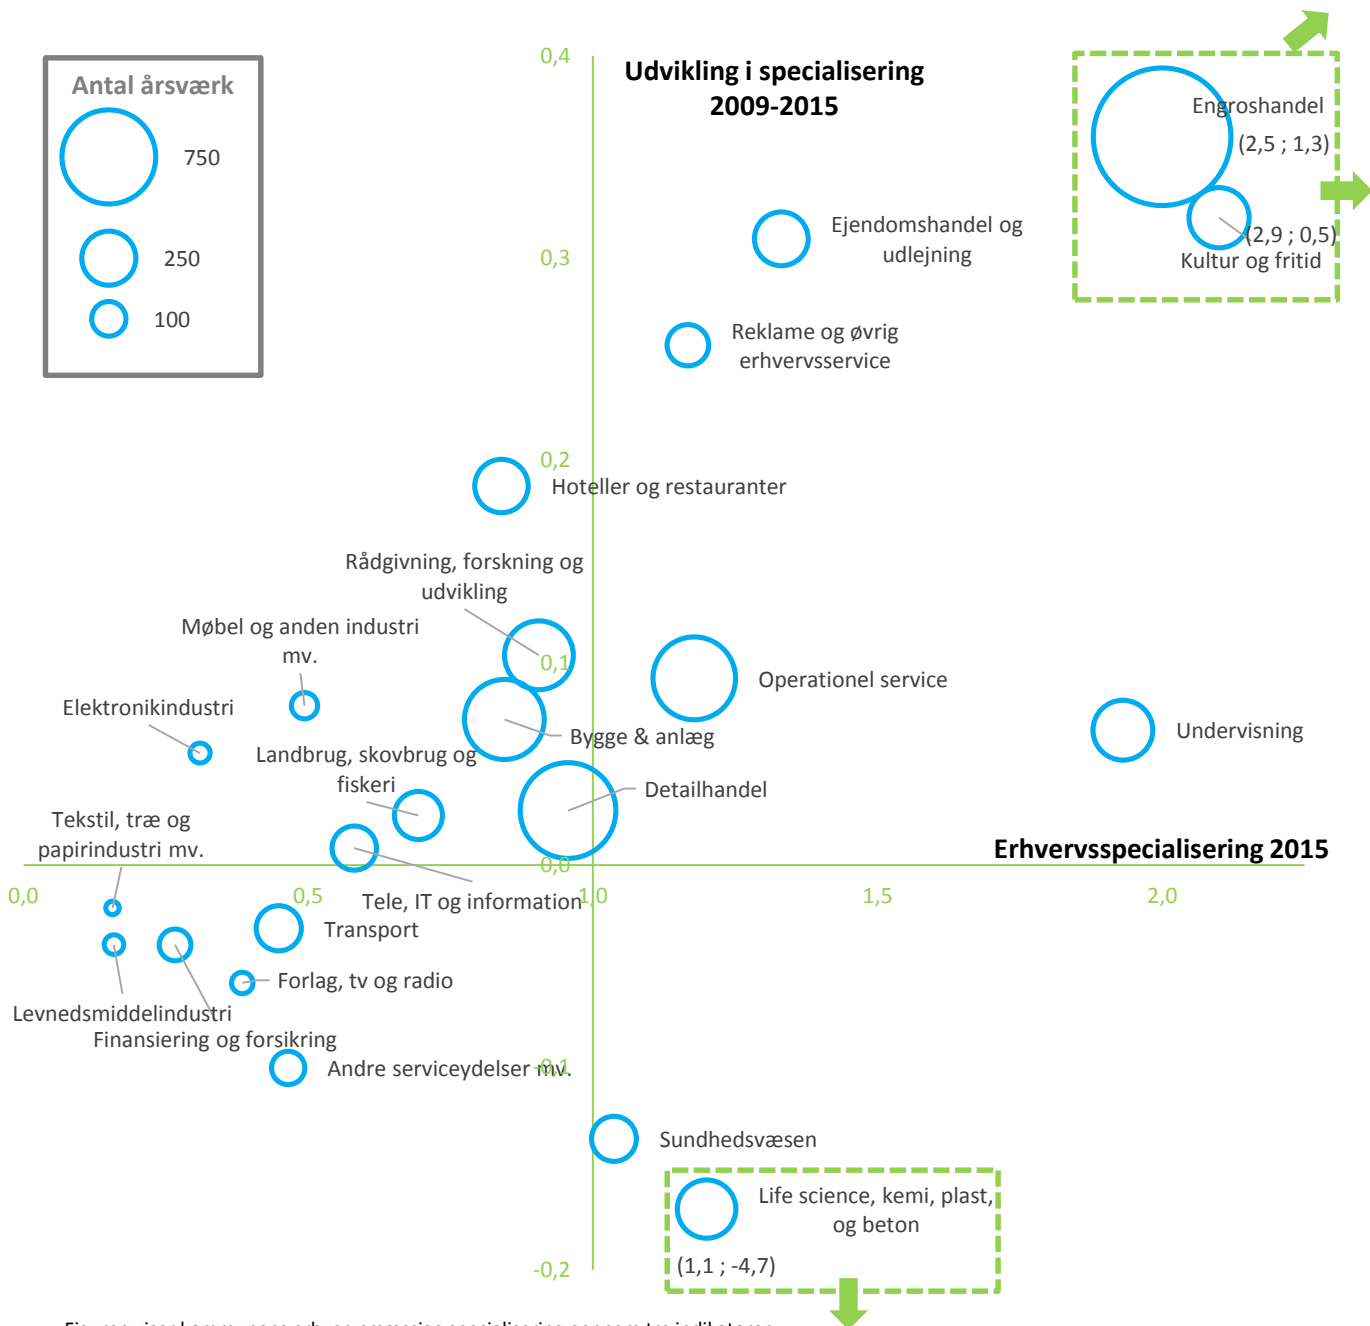 Antal årsværk
750
250
100
Udvikling i specialisering
2009-2015
0,4
0,3
0,2
0,1
0,0
-0,1
-0,2
0,0
0,5
1,0
1,5
2,0
Erhvervsspecialisering 2015
Engroshandel
(2,5 ; 1,3)
(2,9 ; 0,5)
Kultur og fritid
Ejendomshandel og
udlejning
Reklame og øvrig
erhvervsservice
Hoteller og restauranter
Rådgivning, forskning og
udvikling
Møbel og anden industri
mv.
Elektronikindustri
Operationel service
Undervisning
Bygge & anlæg
Landbrug, skovbrug og
fiskeri
Detailhandel
Tekstil, træ og
papirindustri mv.
Tele, IT og information
Transport
Forlag, tv og radio
Levnedsmiddelindustri
Finansiering og forsikring
Andre serviceydelser mv.
Sundhedsvæsen
Life science, kemi, plast,
og beton
(1,1 ; -4,7)